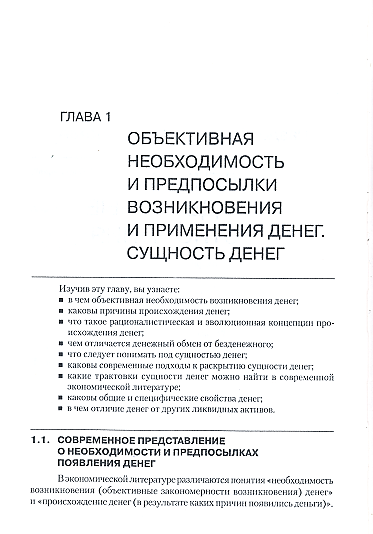 ГЛАВА 1
ОБЪЕКТИВНАЯ
НЕОБХОДИМОСТЬ
И ПРЕДПОСЫЛКИ
ВОЗНИКНОВЕНИЯ
И ПРИМЕНЕНИЯ ДЕНЕГ.
СУЩНОСТЬ ДЕНЕГ
Изучив эту главу, вы узнаете:
■ в чем объективная необходимость возникновения денег;
■ каковы причины происхождения денег;
■ что такое рационалистическая и эволюционная концепции про-
исхождения денег;
■ чем отличается денежный обмен от безденежного;
■ что следует понимать под сущностью денег;
■ каковы современные подходы к раскрытию сущности денег;
■ какие трактовки сущности денег можно найти в современной
экономической литературе;
■ каковы общие и специфические свойства денег;
■ в чем отличие денег от других ликвидных активов.
1.1. СОВРЕМЕННОЕ ПРЕДСТАВЛЕНИЕ
О НЕОБХОДИМОСТИ И ПРЕДПОСЫЛКАХ
ПОЯВЛЕНИЯ ДЕНЕГ
В экономической литературе различаются понятия «необходимость
возникновения (объективные закономерности возникновения) денег»
и «происхождение денег (в результате каких причин появились деньги)».